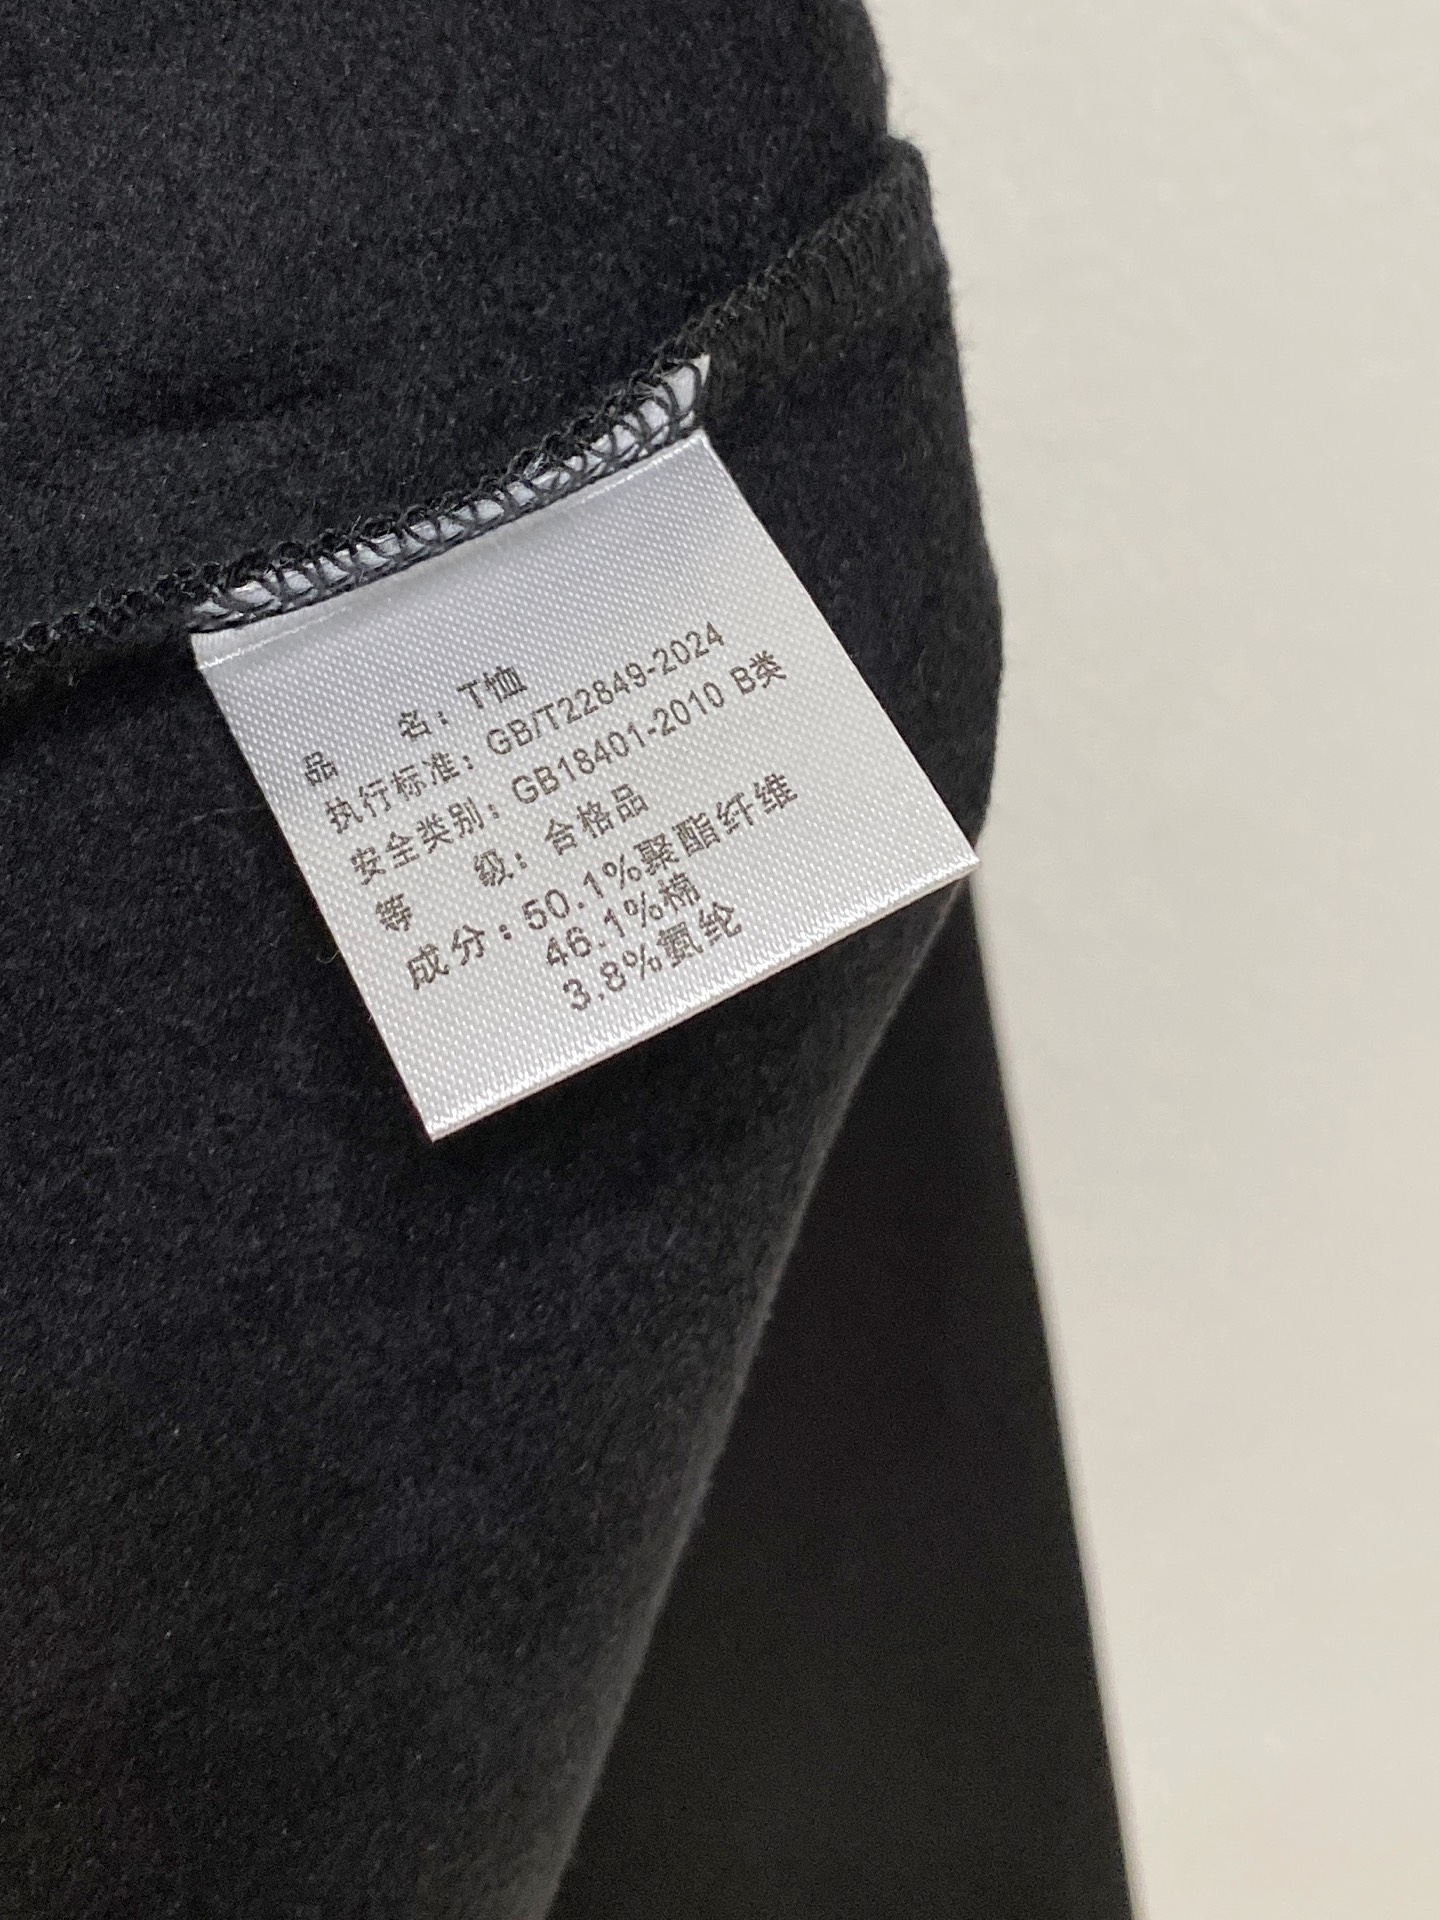 品 名：T恤
执行标准：GB/T22849-2024
安全类别：GB18401-2010 B类
等 级：合格品
成分：50.1%聚酯纤维
46.1%棉
3.8%氨纶